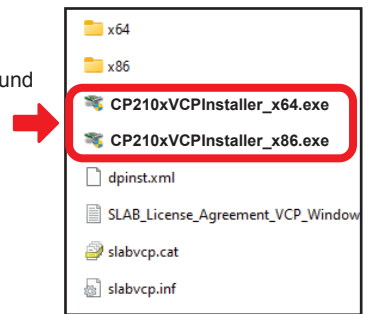 x64
und
x86
CP210xVCPInstaller_x64.exe
CP210xVCPInstaller_x86.exe
dpinst.xml
SLAB_License_Agreement_VCP_Window
slabvcp.cat
slabvcp.inf